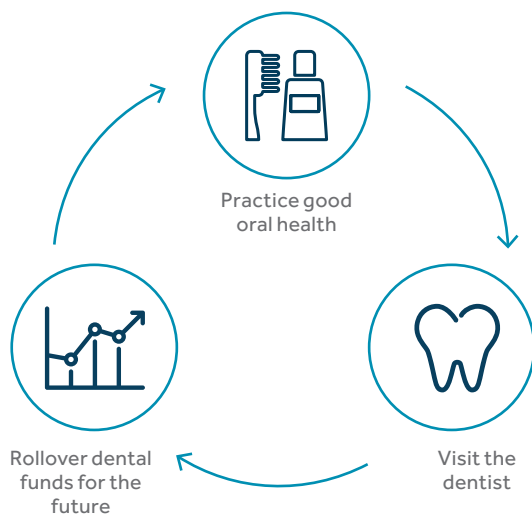 Practice good
oral health
Visit the
dentist
Rollover dental
funds for the
future